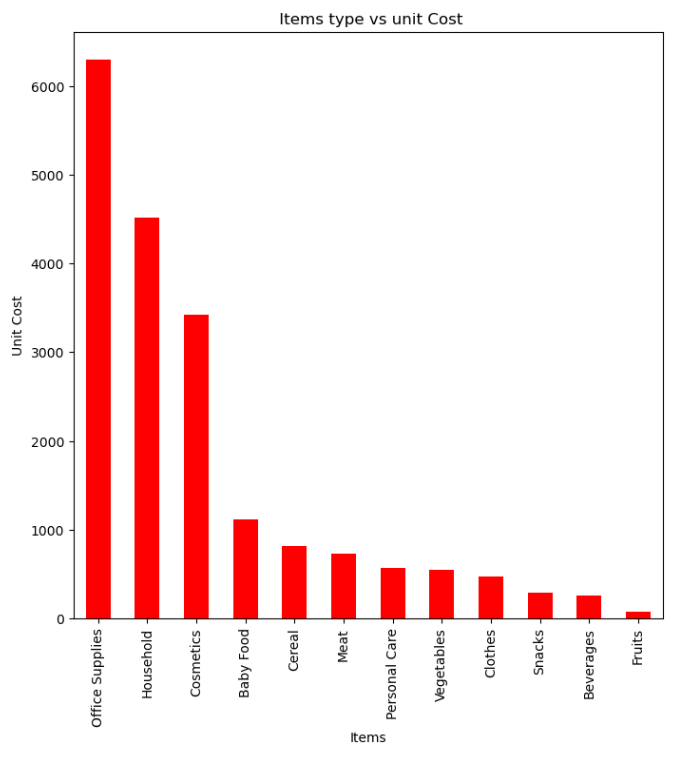 Items type vs unit Cost
6000
5000
4000
3000
2000
1000
0
Unit Cost
Office Supplies
Household
Cosmetics
Baby Food
Cereal
Meat
Personal Care
Vegetables
Clothes
Snacks
Beverages
Fruits
Items